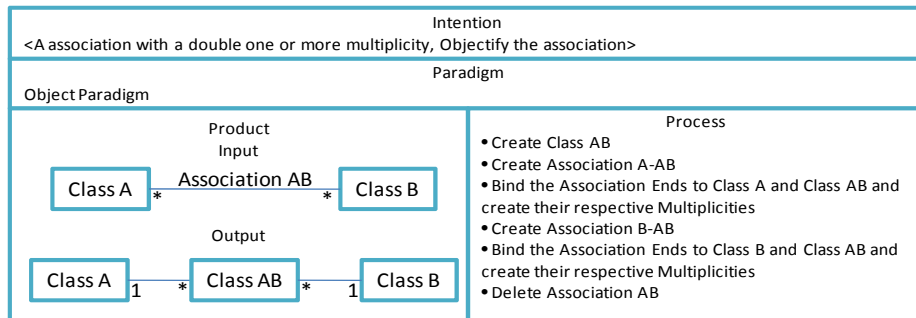 Intention
<A association with a double one or more multiplicity, Objectify the association>
Paradigm
Object Paradigm
Product
Input
Class A
Association AB
Class B
*
*
Output
Class A
Class AB
Class B
1
*
*
1
Process
•Create Class AB
•Create Association A-AB
•Bind the Association Ends to Class A and Class AB and
create their respective Multiplicities
•Create Association B-AB
•Bind the Association Ends to Class B and Class AB and
create their respective Multiplicities
•Delete Association AB